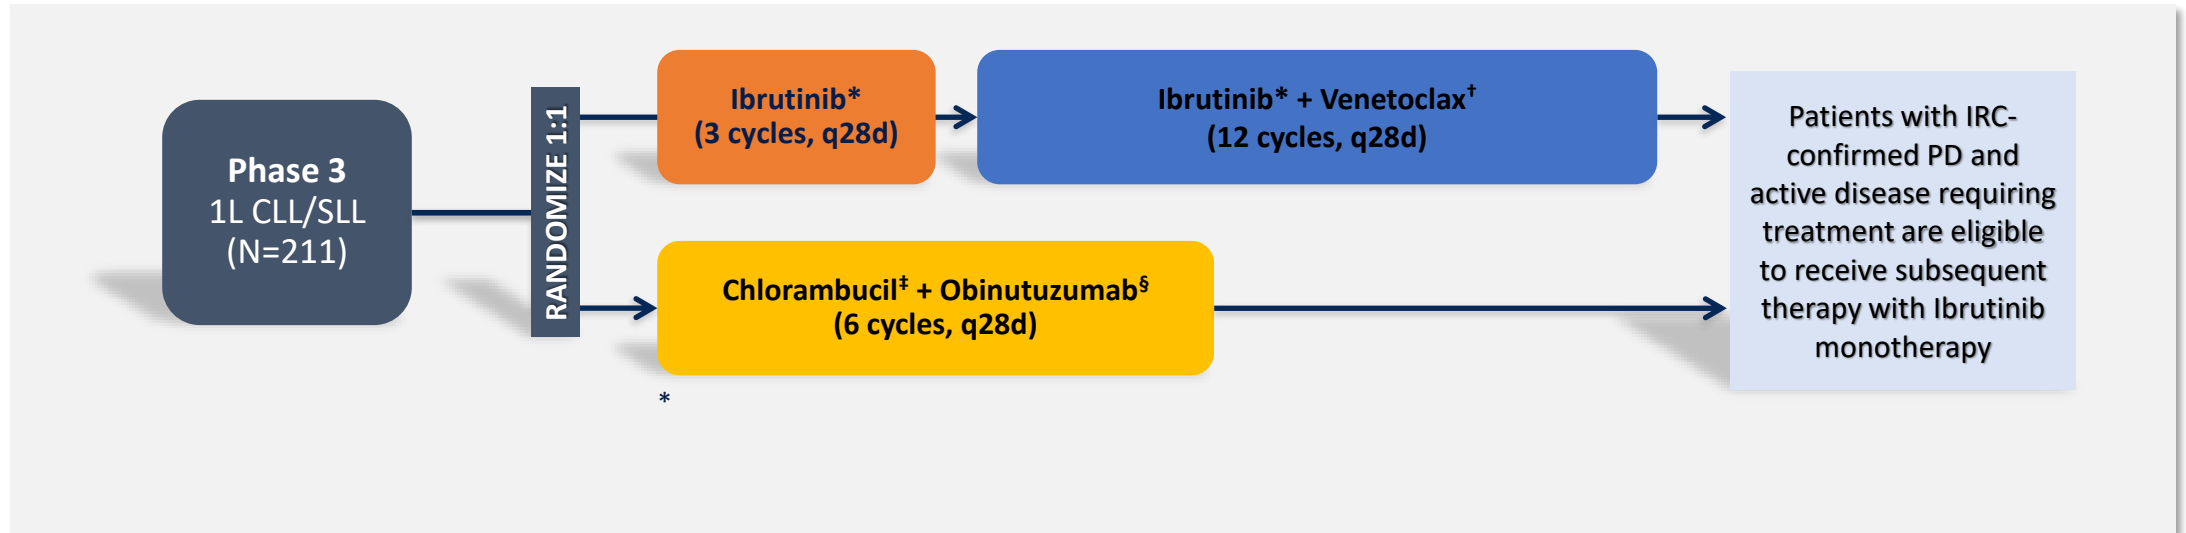 Phase 3
1L CLL/SLL
(N=211)
RANDOMIZE 1:1
Ibrutinib*
(3 cycles, q28d)
Ibrutinib* + Venetoclax†
(12 cycles, q28d)
Chlorambucil‡ + Obinutuzumab§
(6 cycles, q28d)
*
Patients with IRC-
confirmed PD and
active disease requiring
treatment are eligible
to receive subsequent
therapy with Ibrutinib
monotherapy